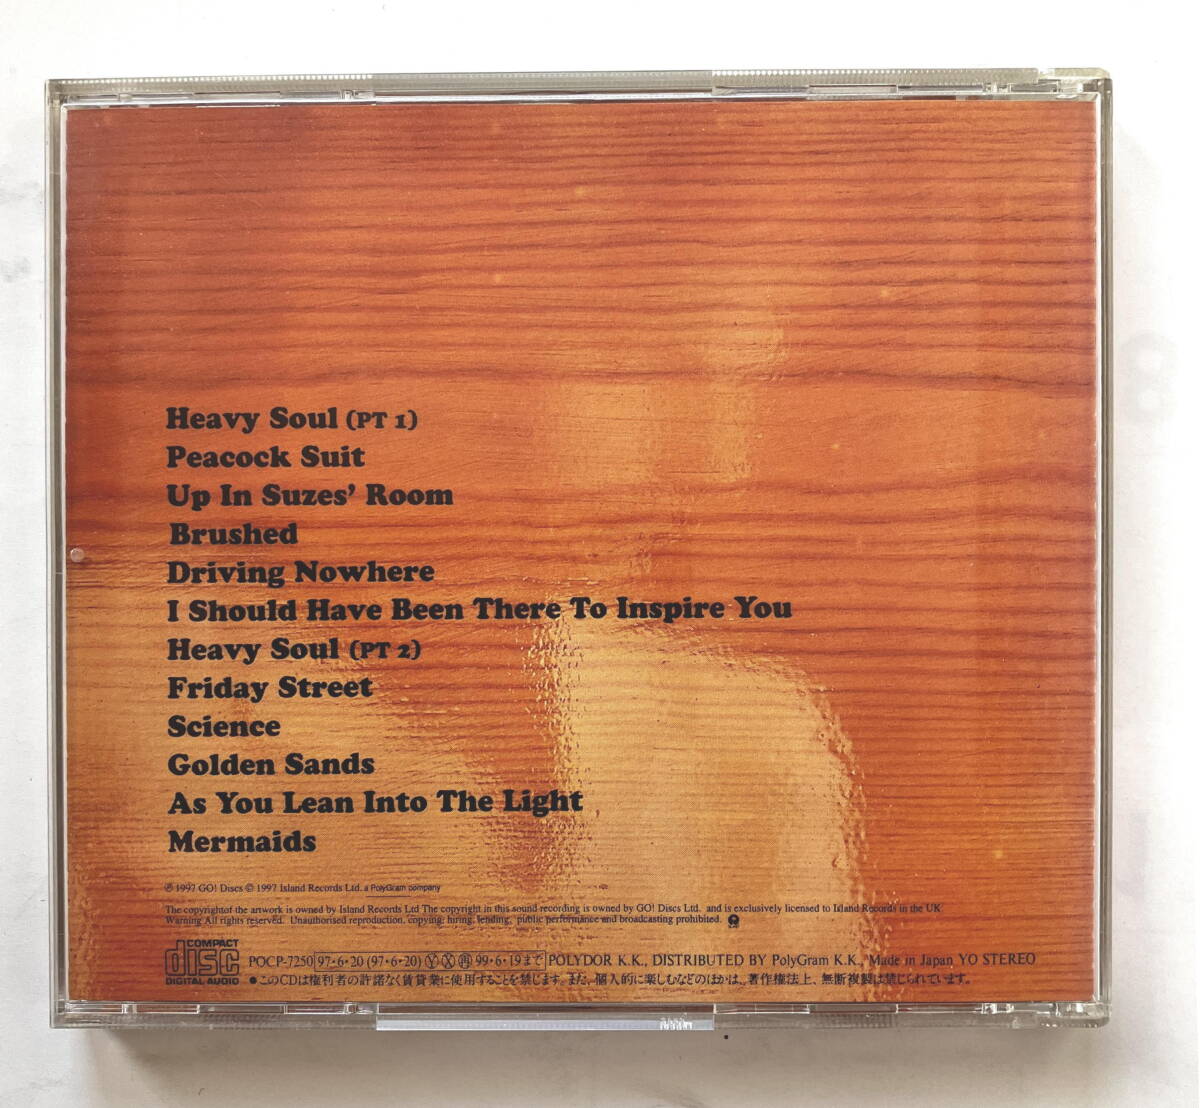 Heavy Soul (PT 1)
Peacock Suit
Up In Suzes' Room
Brushed
Driving Nowhere
I Should Have Been There To Inspire You
Heavy Soul (PT 2)
Friday Street
Science
Golden Sands
As You Lean Into The Light
Mermaids
℗ 1997 GO! Discs © 1997 Island Records Ltd. a PolyGram company
The copyrightof the artwork is owned by Island Records Ltd The copyright in this sound recording is owned by GO! Discs Ltd. and is exclusively licensed to Island Records in the UK
Warning All rights reserved. Unauthorised reproduction, copying, hiring, lending, public performance and broadcasting prohibited.
COMPACT
disc
DIGITAL AUDIO
POCP-7250 97・6・20 (97・6・20) Ⓨ Ⓧ ㊞ 99・6・19まで POLYDOR K.K., DISTRIBUTED BY PolyGram K.K., Made in Japan YO STEREO
●このCDは権利者の許諾なく賃貸業に使用することを禁じます。また、個人的に楽しむなどのほかは、著作権法上、無断複製は禁じられています。